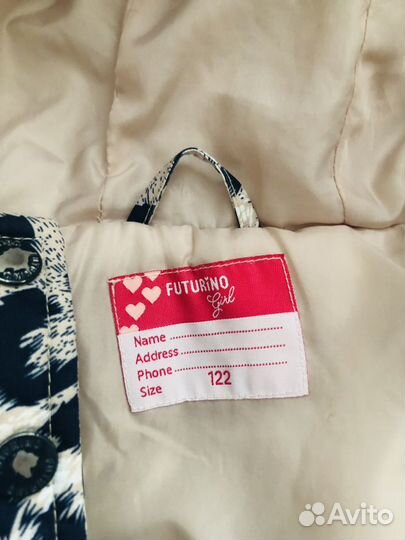 FUTURINO
Girl
Name
Address
Phone
Size 122
Avito